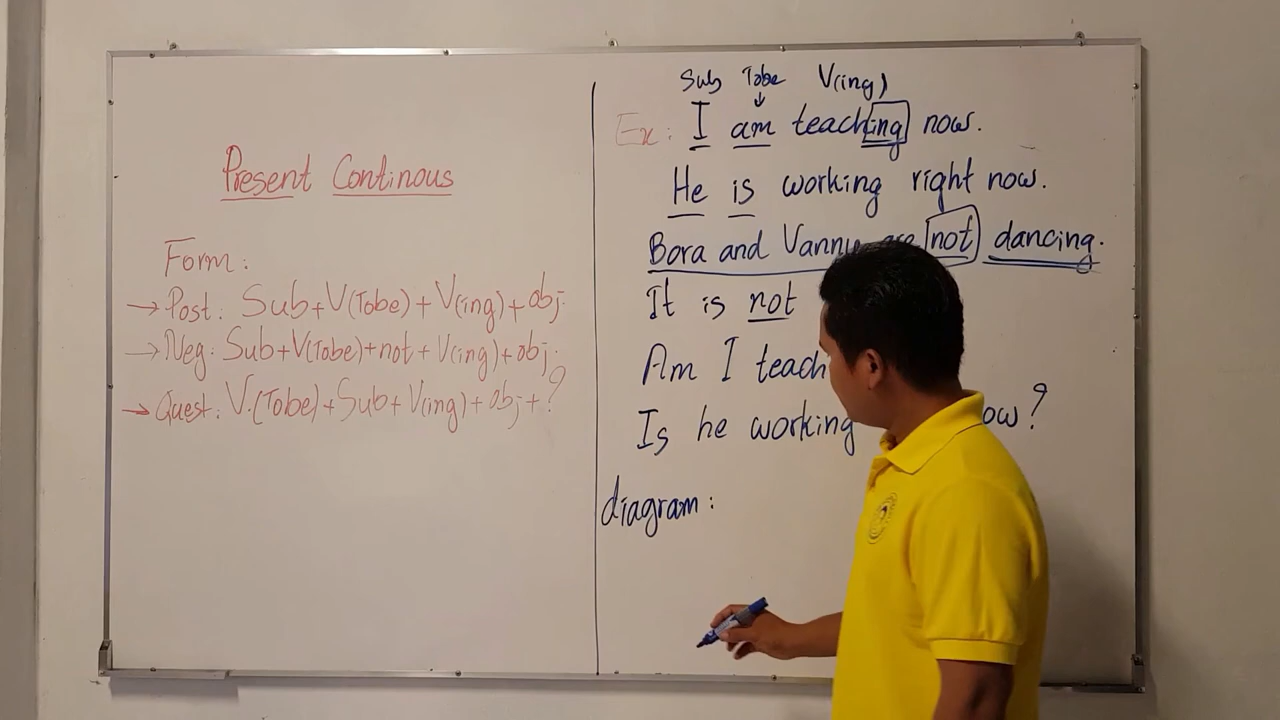 Present Continous
Form:
→ Post: Sub+V(Tobe)+V(ing)+obj.
→ Neg: Sub+V(Tobe)+not+V(ing)+obj.
→ Quest: V.(Tobe)+Sub+V(ing)+obj+?
Sub Tobe V(ing)
↓
Ex: I am teaching now.
He is working right now.
Bora and are not dancing.
It is not
Am I teach
Is he working ow?
diagram: